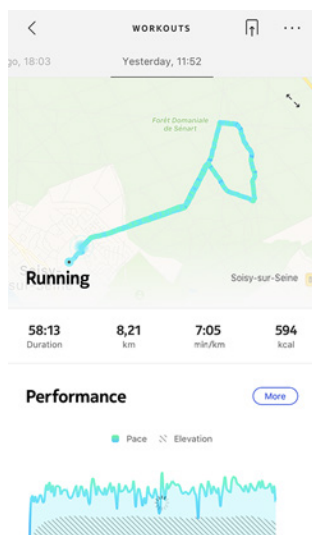 WORKOUTS
go, 18:03
Yesterday, 11:52
Forêt Domaniale
de Sénart
Running
Soisy-sur-Seine
58:13
8,21
7:05
594
Duration
km
min/km
kcal
Performance
More
Pace
Elevation